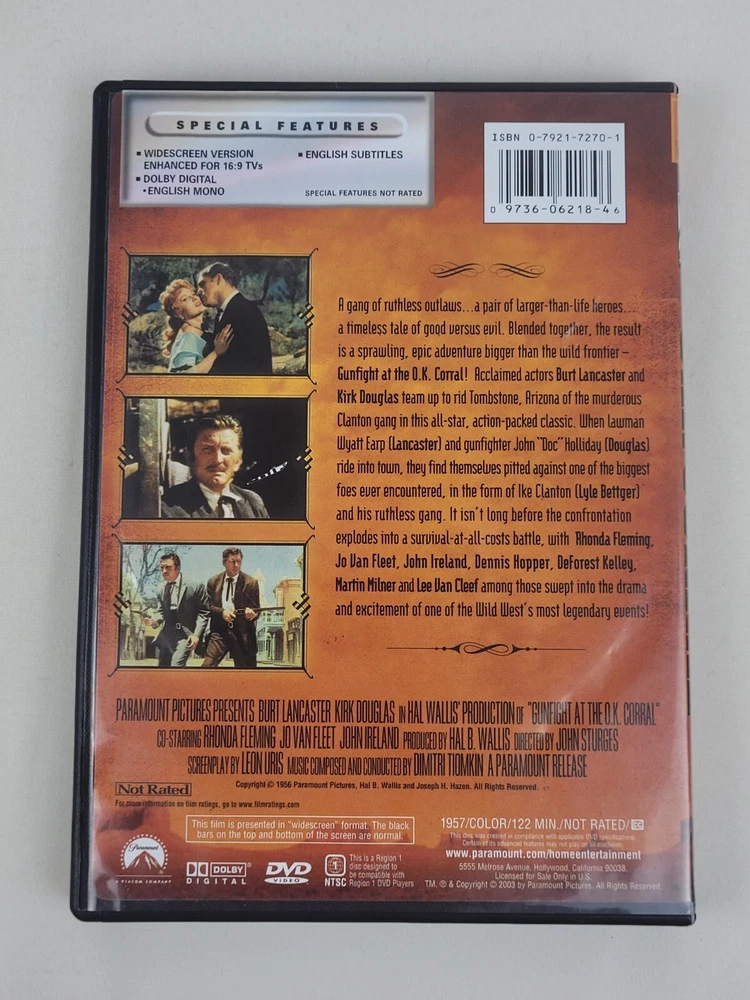 SPECIAL FEATURES
▪ WIDESCREEN VERSION
ENHANCED FOR 16:9 TVs
▪ DOLBY DIGITAL
• ENGLISH MONO
▪ ENGLISH SUBTITLES
SPECIAL FEATURES NOT RATED
ISBN 0-7921-7270-1
0 9736-06218-4 6
A gang of ruthless outlaws...a pair of larger-than-life heroes...
a timeless tale of good versus evil. Blended together, the result
is a sprawling, epic adventure bigger than the wild frontier –
Gunfight at the O.K. Corral! Acclaimed actors Burt Lancaster and
Kirk Douglas team up to rid Tombstone, Arizona of the murderous
Clanton gang in this all-star, action-packed classic. When lawman
Wyatt Earp (Lancaster) and gunfighter John "Doc" Holliday (Douglas)
ride into town, they find themselves pitted against one of the biggest
foes ever encountered, in the form of Ike Clanton (Lyle Bettger)
and his ruthless gang. It isn't long before the confrontation
explodes into a survival-at-all-costs battle, with Rhonda Fleming,
Jo Van Fleet, John Ireland, Dennis Hopper, DeForest Kelley,
Martin Milner and Lee Van Cleef among those swept into the drama
and excitement of one of the Wild West's most legendary events!
PARAMOUNT PICTURES PRESENTS BURT LANCASTER KIRK DOUGLAS IN HAL WALLIS' PRODUCTION OF "GUNFIGHT AT THE O.K. CORRAL"
CO-STARRING RHONDA FLEMING JO VAN FLEET JOHN IRELAND PRODUCED BY HAL B. WALLIS DIRECTED BY JOHN STURGES
SCREENPLAY BY LEON URIS MUSIC COMPOSED AND CONDUCTED BY DIMITRI TIOMKIN A PARAMOUNT RELEASE
Copyright © 1956 Paramount Pictures, Hal B. Wallis and Joseph H. Hazen. All Rights Reserved.
Not Rated
For more information on film ratings, go to www.filmratings.com
This film is presented in "widescreen" format. The black
bars on the top and bottom of the screen are normal.
1957/COLOR/122 MIN./NOT RATED/CC
This disc was created in compliance with applicable DVD specifications.
Certain of its advanced features may not play on all machines.
www.paramount.com/homeentertainment
5555 Melrose Avenue, Hollywood, California 90038.
Licensed for Sale Only in U.S.
TM, ® & Copyright © 2003 by Paramount Pictures. All Rights Reserved.
Paramount
A VIACOM COMPANY
DOLBY
DIGITAL
DVD
VIDEO
1
NTSC
This is a Region 1
disc designed to
be compatible with
Region 1 DVD Players